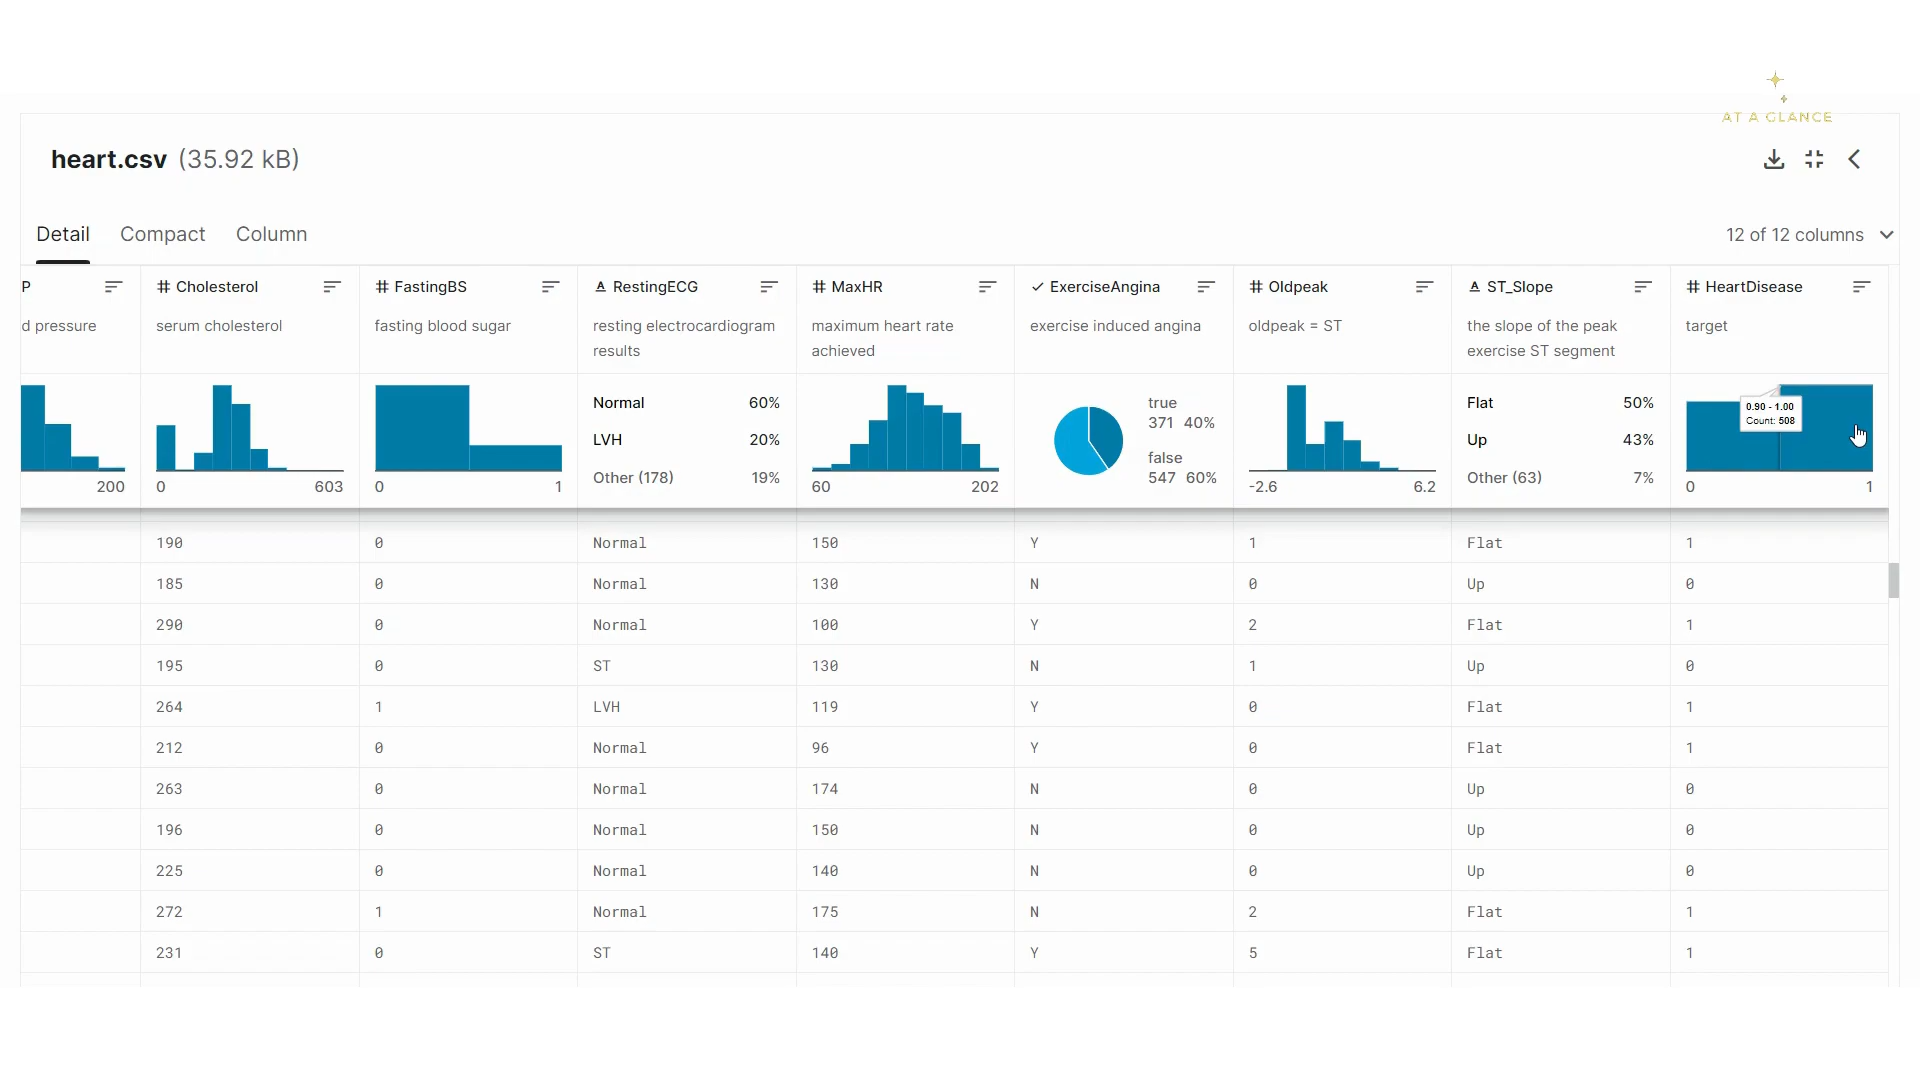 AT A GLANCE
heart.csv (35.92 kB)
Detail Compact Column 12 of 12 columns
P # Cholesterol # FastingBS A RestingECG # MaxHR ✓ ExerciseAngina # Oldpeak A ST_Slope # HeartDisease
d pressure serum cholesterol fasting blood sugar resting electrocardiogram results maximum heart rate achieved exercise induced angina oldpeak = ST the slope of the peak exercise ST segment target
200
0 603
0 1
Normal 60%
LVH 20%
Other (178) 19%
60 202
true
371 40%
false
547 60%
-2.6 6.2
Flat 50%
Up 43%
Other (63) 7%
0.90 - 1.00
Count: 508
0 1
190 0 Normal 150 Y 1 Flat 1
185 0 Normal 130 N 0 Up 0
290 0 Normal 100 Y 2 Flat 1
195 0 ST 130 N 1 Up 0
264 1 LVH 119 Y 0 Flat 1
212 0 Normal 96 Y 0 Flat 1
263 0 Normal 174 N 0 Up 0
196 0 Normal 150 N 0 Up 0
225 0 Normal 140 N 0 Up 0
272 1 Normal 175 N 2 Flat 1
231 0 ST 140 Y 5 Flat 1